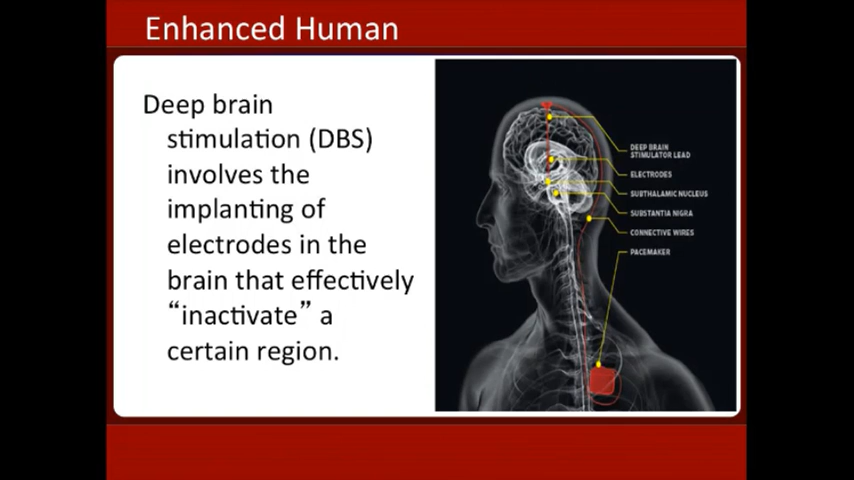 Enhanced Human
Deep brain
stimulation (DBS)
involves the
implanting of
electrodes in the
brain that effectively
“inactivate” a
certain region.
DEEP BRAIN
STIMULATOR LEAD
ELECTRODES
SUBTHALAMIC NUCLEUS
SUBSTANTIA NIGRA
CONNECTIVE WIRES
PACEMAKER